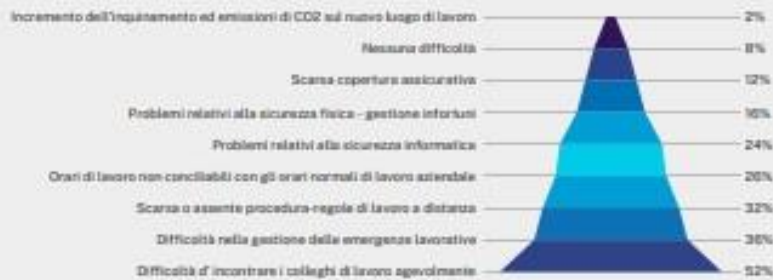 Incremento dell'inquinamento ed emissioni di CO2 sul nuovo luogo di lavoro 2%
Nessuna difficoltà 8%
Scarsa copertura assicurativa 12%
Problemi relativi alla sicurezza fisica - gestione infortuni 16%
Problemi relativi alla sicurezza informatica 24%
Orari di lavoro non conciliabili con gli orari normali di lavoro aziendale 26%
Scarsa o assente procedura-regole di lavoro a distanza 32%
Difficoltà nella gestione delle emergenze lavorative 36%
Difficoltà d' incontrare i colleghi di lavoro agevolmente 52%